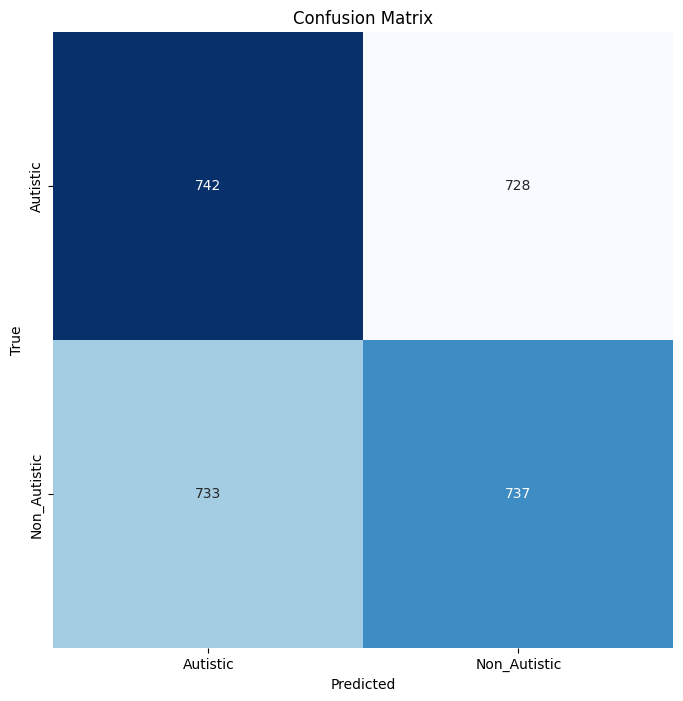 Confusion Matrix
True
Autistic
742
728
Non_Autistic
733
737
Autistic
Non_Autistic
Predicted